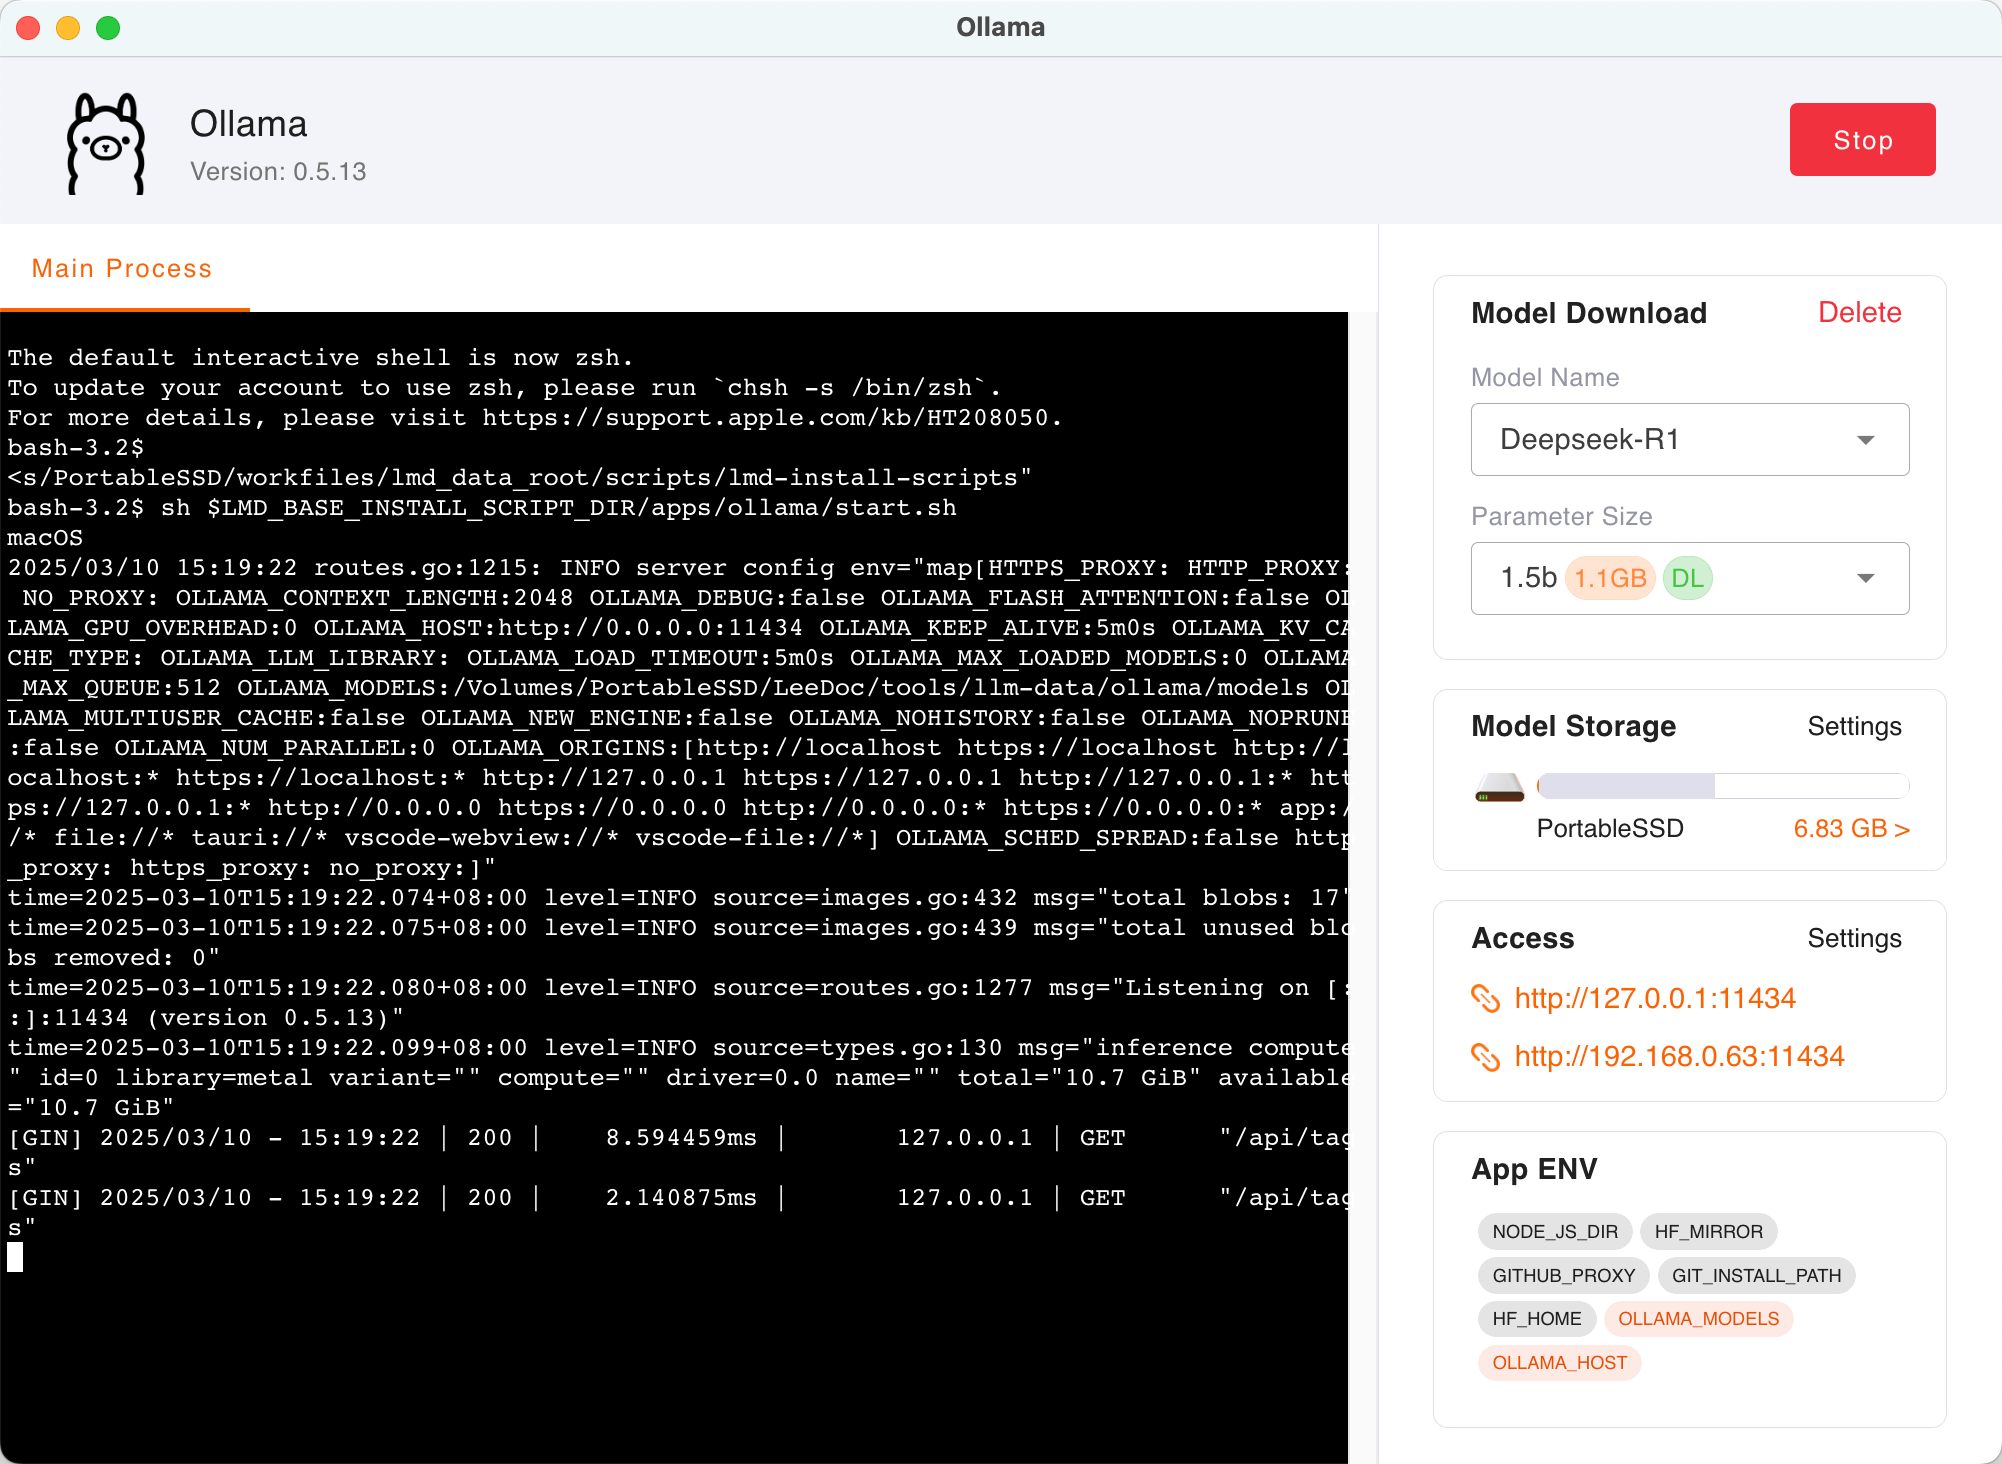 Ollama
Ollama
Version: 0.5.13
Stop
Main Process
The default interactive shell is now zsh.
To update your account to use zsh, please run `chsh -s /bin/zsh`.
For more details, please visit https://support.apple.com/kb/HT208050.
bash-3.2$
<s/PortableSSD/workfiles/lmd_data_root/scripts/lmd-install-scripts"
bash-3.2$ sh $LMD_BASE_INSTALL_SCRIPT_DIR/apps/ollama/start.sh
macOS
2025/03/10 15:19:22 routes.go:1215: INFO server config env="map[HTTPS_PROXY: HTTP_PROXY:
NO_PROXY: OLLAMA_CONTEXT_LENGTH:2048 OLLAMA_DEBUG:false OLLAMA_FLASH_ATTENTION:false OL
LAMA_GPU_OVERHEAD:0 OLLAMA_HOST:http://0.0.0.0:11434 OLLAMA_KEEP_ALIVE:5m0s OLLAMA_KV_CA
CHE_TYPE: OLLAMA_LLM_LIBRARY: OLLAMA_LOAD_TIMEOUT:5m0s OLLAMA_MAX_LOADED_MODELS:0 OLLAMA
_MAX_QUEUE:512 OLLAMA_MODELS:/Volumes/PortableSSD/LeeDoc/tools/llm-data/ollama/models OL
LAMA_MULTIUSER_CACHE:false OLLAMA_NEW_ENGINE:false OLLAMA_NOHISTORY:false OLLAMA_NOPRUNE
:false OLLAMA_NUM_PARALLEL:0 OLLAMA_ORIGINS:[http://localhost https://localhost http://l
ocalhost:* https://localhost:* http://127.0.0.1 https://127.0.0.1 http://127.0.0.1:* htt
ps://127.0.0.1:* http://0.0.0.0 https://0.0.0.0 http://0.0.0.0:* https://0.0.0.0:* app:/
/* file://* tauri://* vscode-webview://* vscode-file://*] OLLAMA_SCHED_SPREAD:false http
_proxy: https_proxy: no_proxy:]"
time=2025-03-10T15:19:22.074+08:00 level=INFO source=images.go:432 msg="total blobs: 17"
time=2025-03-10T15:19:22.075+08:00 level=INFO source=images.go:439 msg="total unused blo
bs removed: 0"
time=2025-03-10T15:19:22.080+08:00 level=INFO source=routes.go:1277 msg="Listening on [:
:]:11434 (version 0.5.13)"
time=2025-03-10T15:19:22.099+08:00 level=INFO source=types.go:130 msg="inference compute
" id=0 library=metal variant="" compute="" driver=0.0 name="" total="10.7 GiB" available
="10.7 GiB"
[GIN] 2025/03/10 - 15:19:22 | 200 | 8.594459ms | 127.0.0.1 | GET "/api/tag
s"
[GIN] 2025/03/10 - 15:19:22 | 200 | 2.140875ms | 127.0.0.1 | GET "/api/tag
s"
Model Download Delete
Model Name
Deepseek-R1
Parameter Size
1.5b 1.1GB DL
Model Storage Settings
PortableSSD 6.83 GB >
Access Settings
http://127.0.0.1:11434
http://192.168.0.63:11434
App ENV
NODE_JS_DIR HF_MIRROR
GITHUB_PROXY GIT_INSTALL_PATH
HF_HOME OLLAMA_MODELS
OLLAMA_HOST